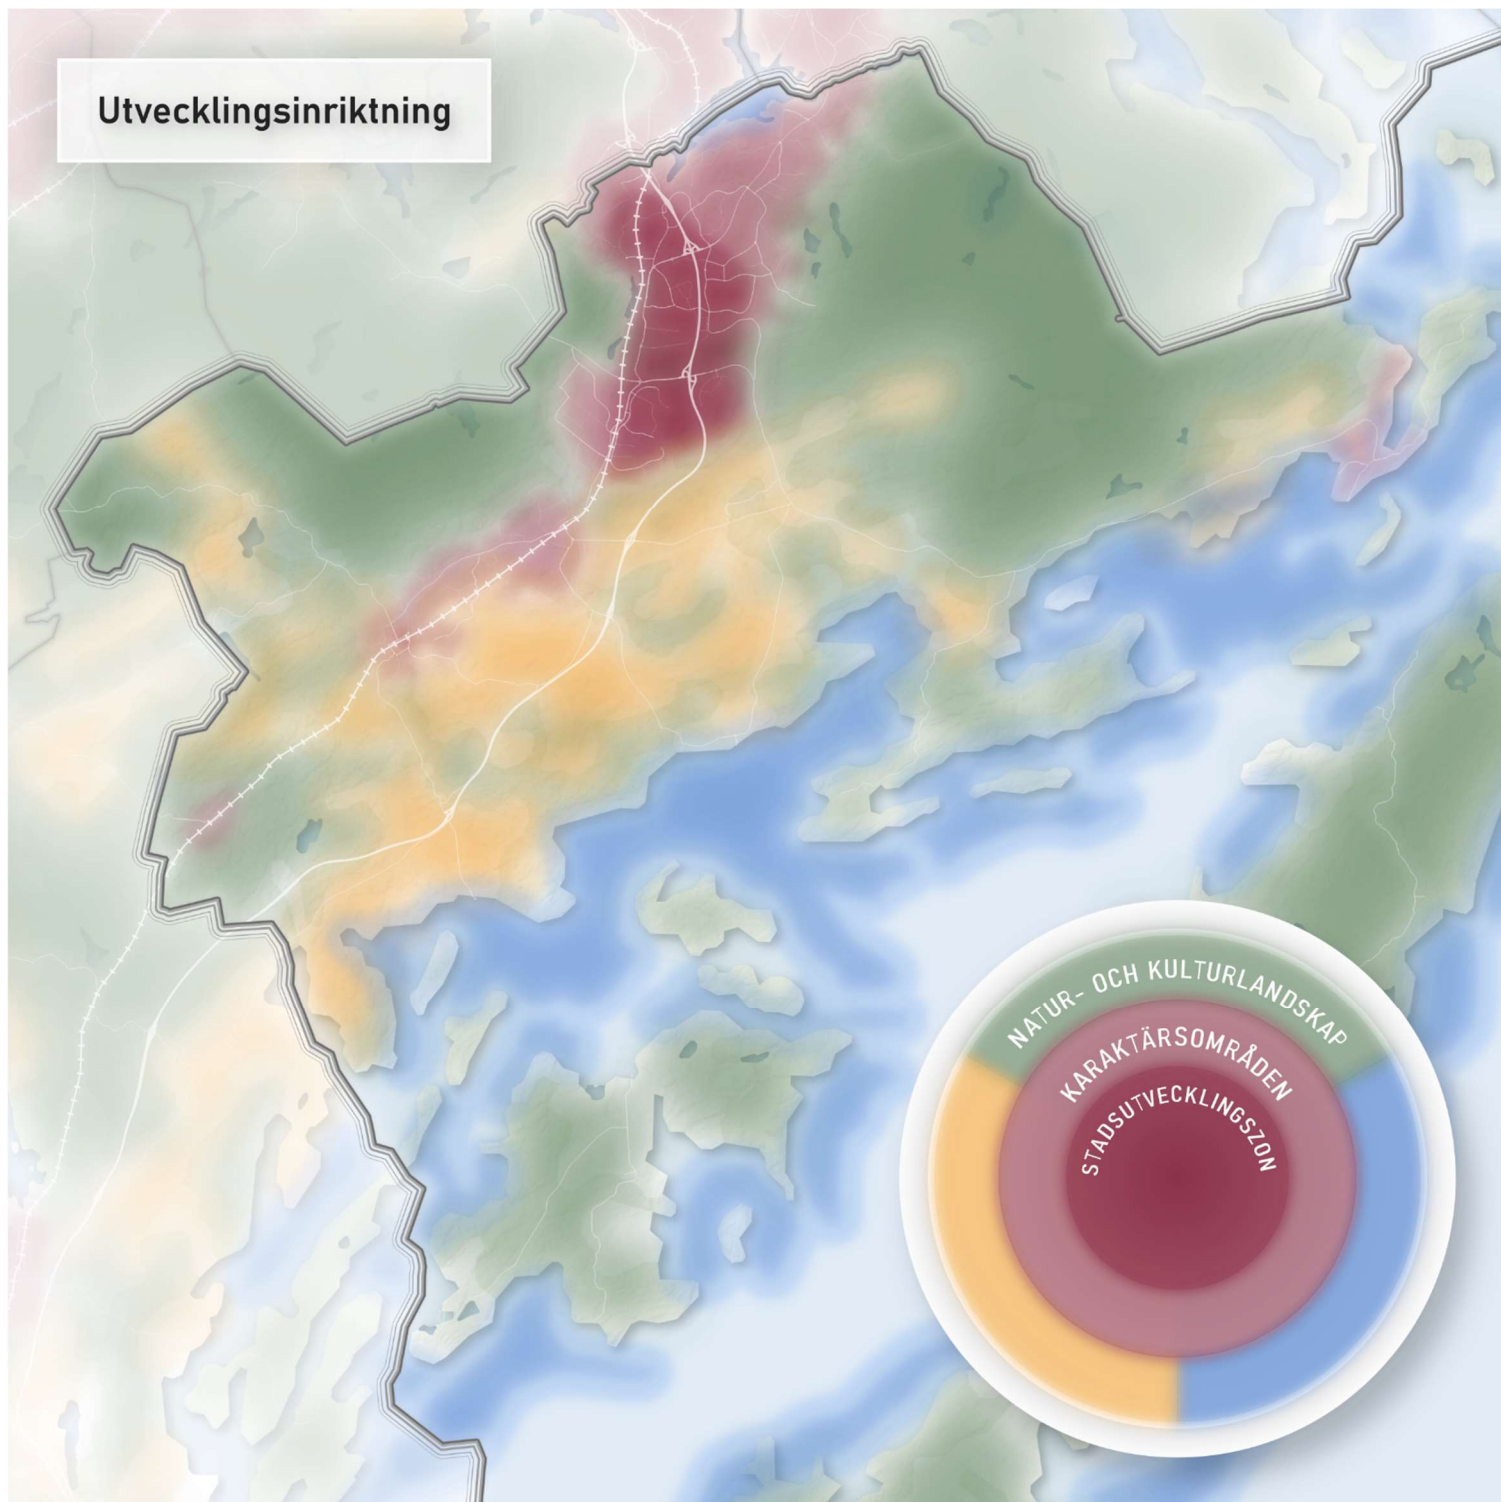 Utvecklingsinriktning
NATUR- OCH KULTURLANDSKAP
KARAKTÄRSOMRÅDEN
STADSUTVECKLINGSZON